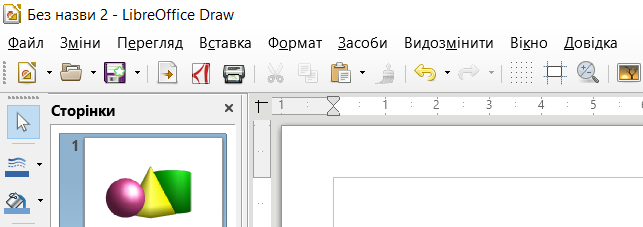 Без назви 2 - LibreOffice Draw
Файл Зміни Перегляд Вставка Формат Засоби Видозмінити Вікно Довідка
Сторінки
1 1 2 3 4 5
1